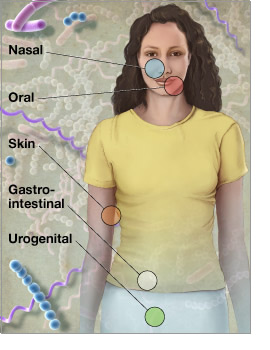 Nasal
Oral
Skin
Gastro-
intestinal
Urogenital